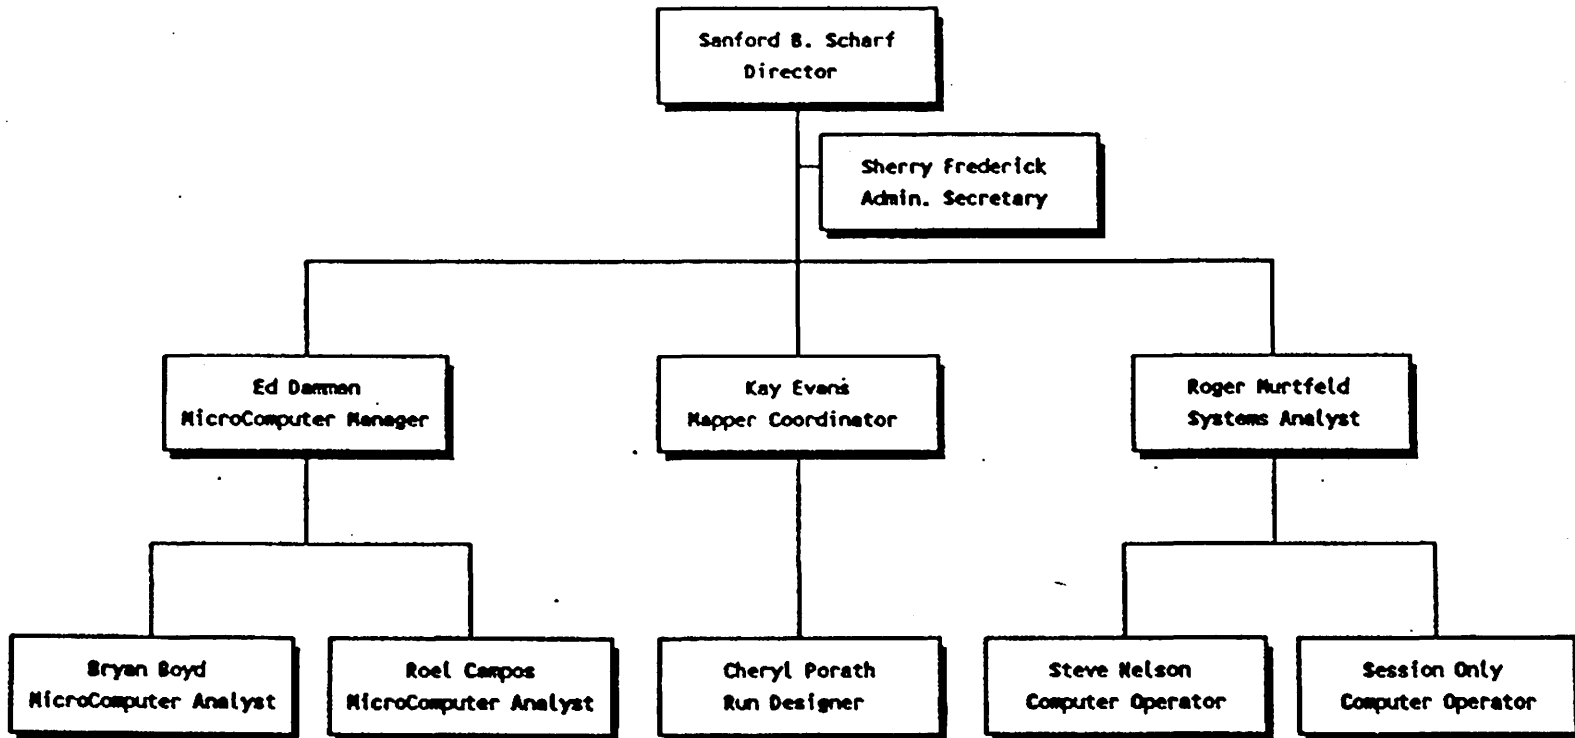 Sanford B. Scharf
Director
Sherry Frederick
Admin. Secretary
Ed Damman
MicroComputer Manager
Kay Evans
Mapper Coordinator
Roger Murtfeld
Systems Analyst
Bryan Boyd
MicroComputer Analyst
Roel Campos
MicroComputer Analyst
Cheryl Porath
Run Designer
Steve Nelson
Computer Operator
Session Only
Computer Operator